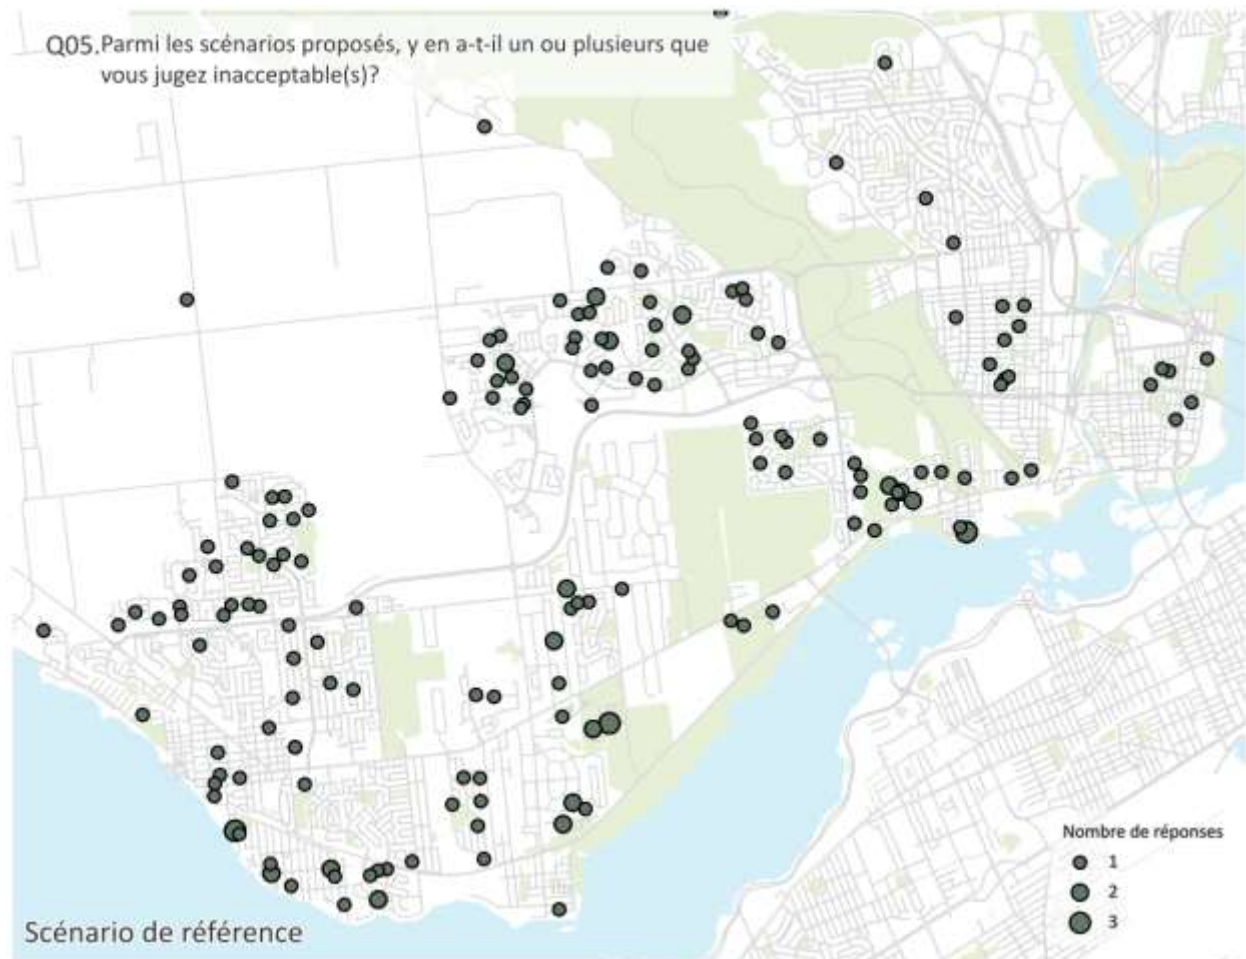 Q05. Parmi les scénarios proposés, y en a-t-il un ou plusieurs que
vous jugez inacceptable(s)?
Nombre de réponses
1
2
3
Scénario de référence